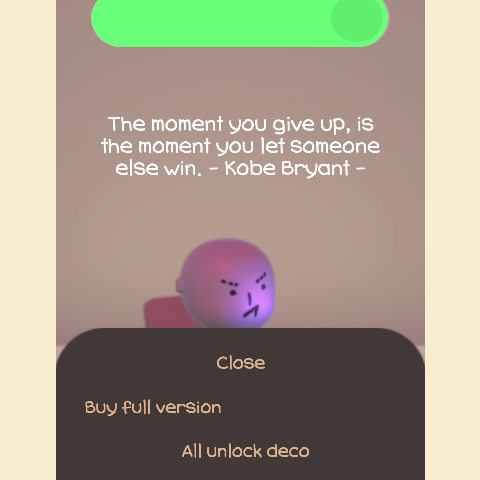 The moment you give up, is
the moment you let someone
else win. - Kobe Bryant -
Close
Buy full version
All unlock deco